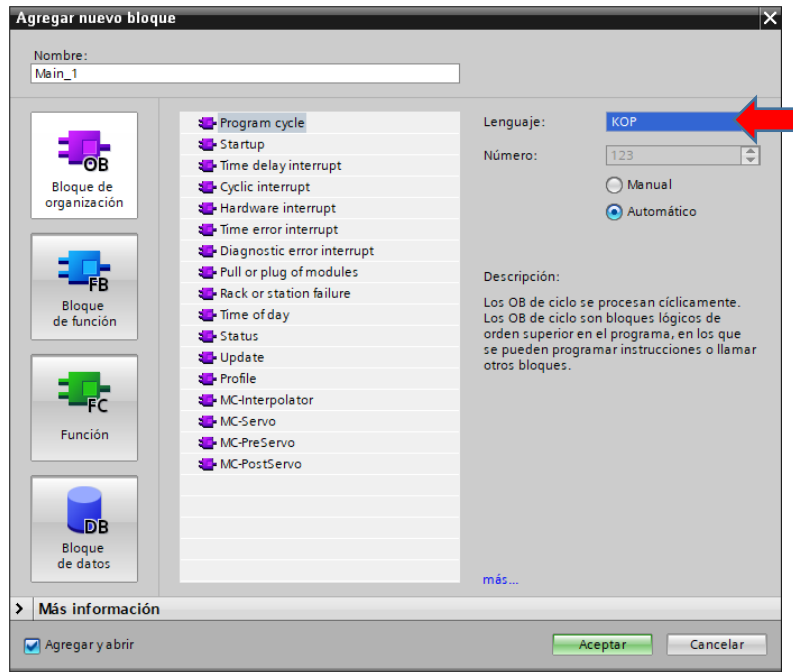 Agregar nuevo bloque
Nombre:
Main_1
OB
Bloque de
organización
FB
Bloque
de función
FC
Función
DB
Bloque
de datos
Program cycle
Startup
Time delay interrupt
Cyclic interrupt
Hardware interrupt
Time error interrupt
Diagnostic error interrupt
Pull or plug of modules
Rack or station failure
Time of day
Status
Update
Profile
MC-Interpolator
MC-Servo
MC-PreServo
MC-PostServo
Lenguaje:
KOP
Número:
123
Manual
Automático
Descripción:
Los OB de ciclo se procesan cíclicamente.
Los OB de ciclo son bloques lógicos de
orden superior en el programa, en los que
se pueden programar instrucciones o llamar
otros bloques.
más...
Más información
Agregar y abrir
Aceptar
Cancelar